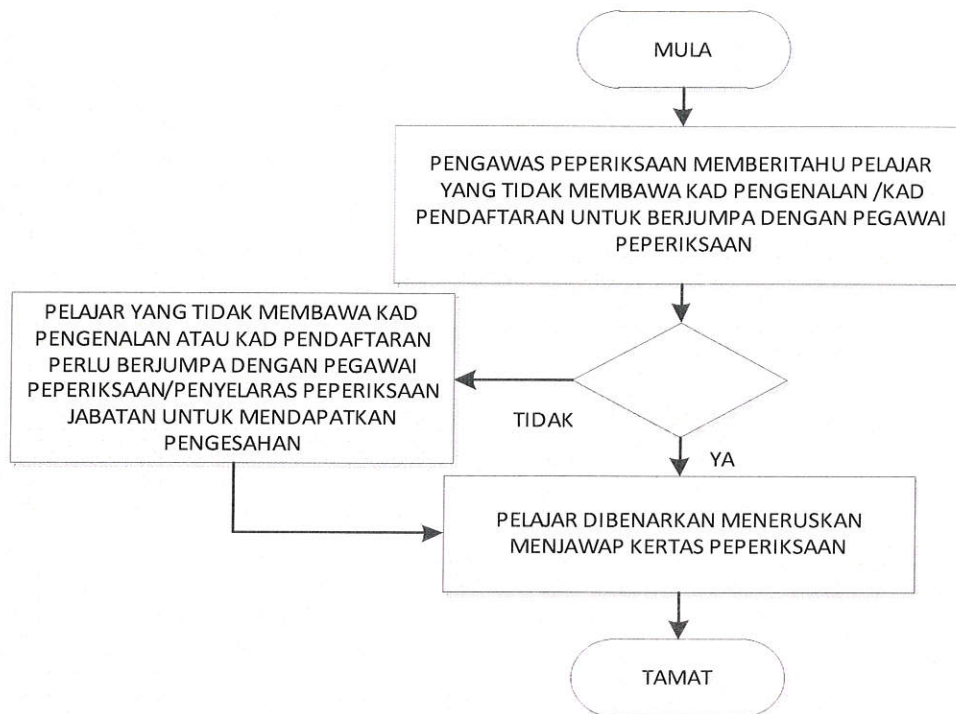 MULA
PENGAWAS PEPERIKSAAN MEMBERITAHU PELAJAR
YANG TIDAK MEMBAWA KAD PENGENALAN /KAD
PENDAFTARAN UNTUK BERJUMPA DENGAN PEGAWAI
PEPERIKSAAN
PELAJAR YANG TIDAK MEMBAWA KAD
PENGENALAN ATAU KAD PENDAFTARAN
PERLU BERJUMPA DENGAN PEGAWAI
PEPERIKSAAN/PENYELARAS PEPERIKSAAN
JABATAN UNTUK MENDAPATKAN
PENGESAHAN
TIDAK
YA
PELAJAR DIBENARKAN MENERUSKAN
MENJAWAP KERTAS PEPERIKSAAN
TAMAT